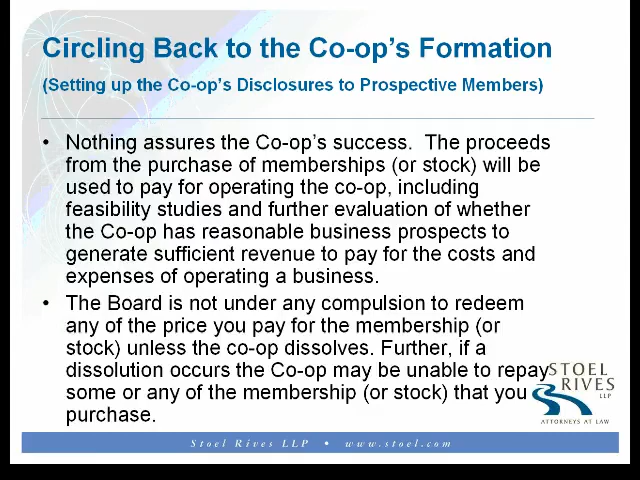 Circling Back to the Co-op's Formation
(Setting up the Co-op's Disclosures to Prospective Members)
• Nothing assures the Co-op's success.  The proceeds
from the purchase of memberships (or stock) will be
used to pay for operating the co-op, including
feasibility studies and further evaluation of whether
the Co-op has reasonable business prospects to
generate sufficient revenue to pay for the costs and
expenses of operating a business.
• The Board is not under any compulsion to redeem
any of the price you pay for the membership (or
stock) unless the co-op dissolves. Further, if a
dissolution occurs the Co-op may be unable to repay
some or any of the membership (or stock) that you
purchase.
STOEL
RIVES
LLP
ATTORNEYS AT LAW
Stoel Rives LLP • www.stoel.com